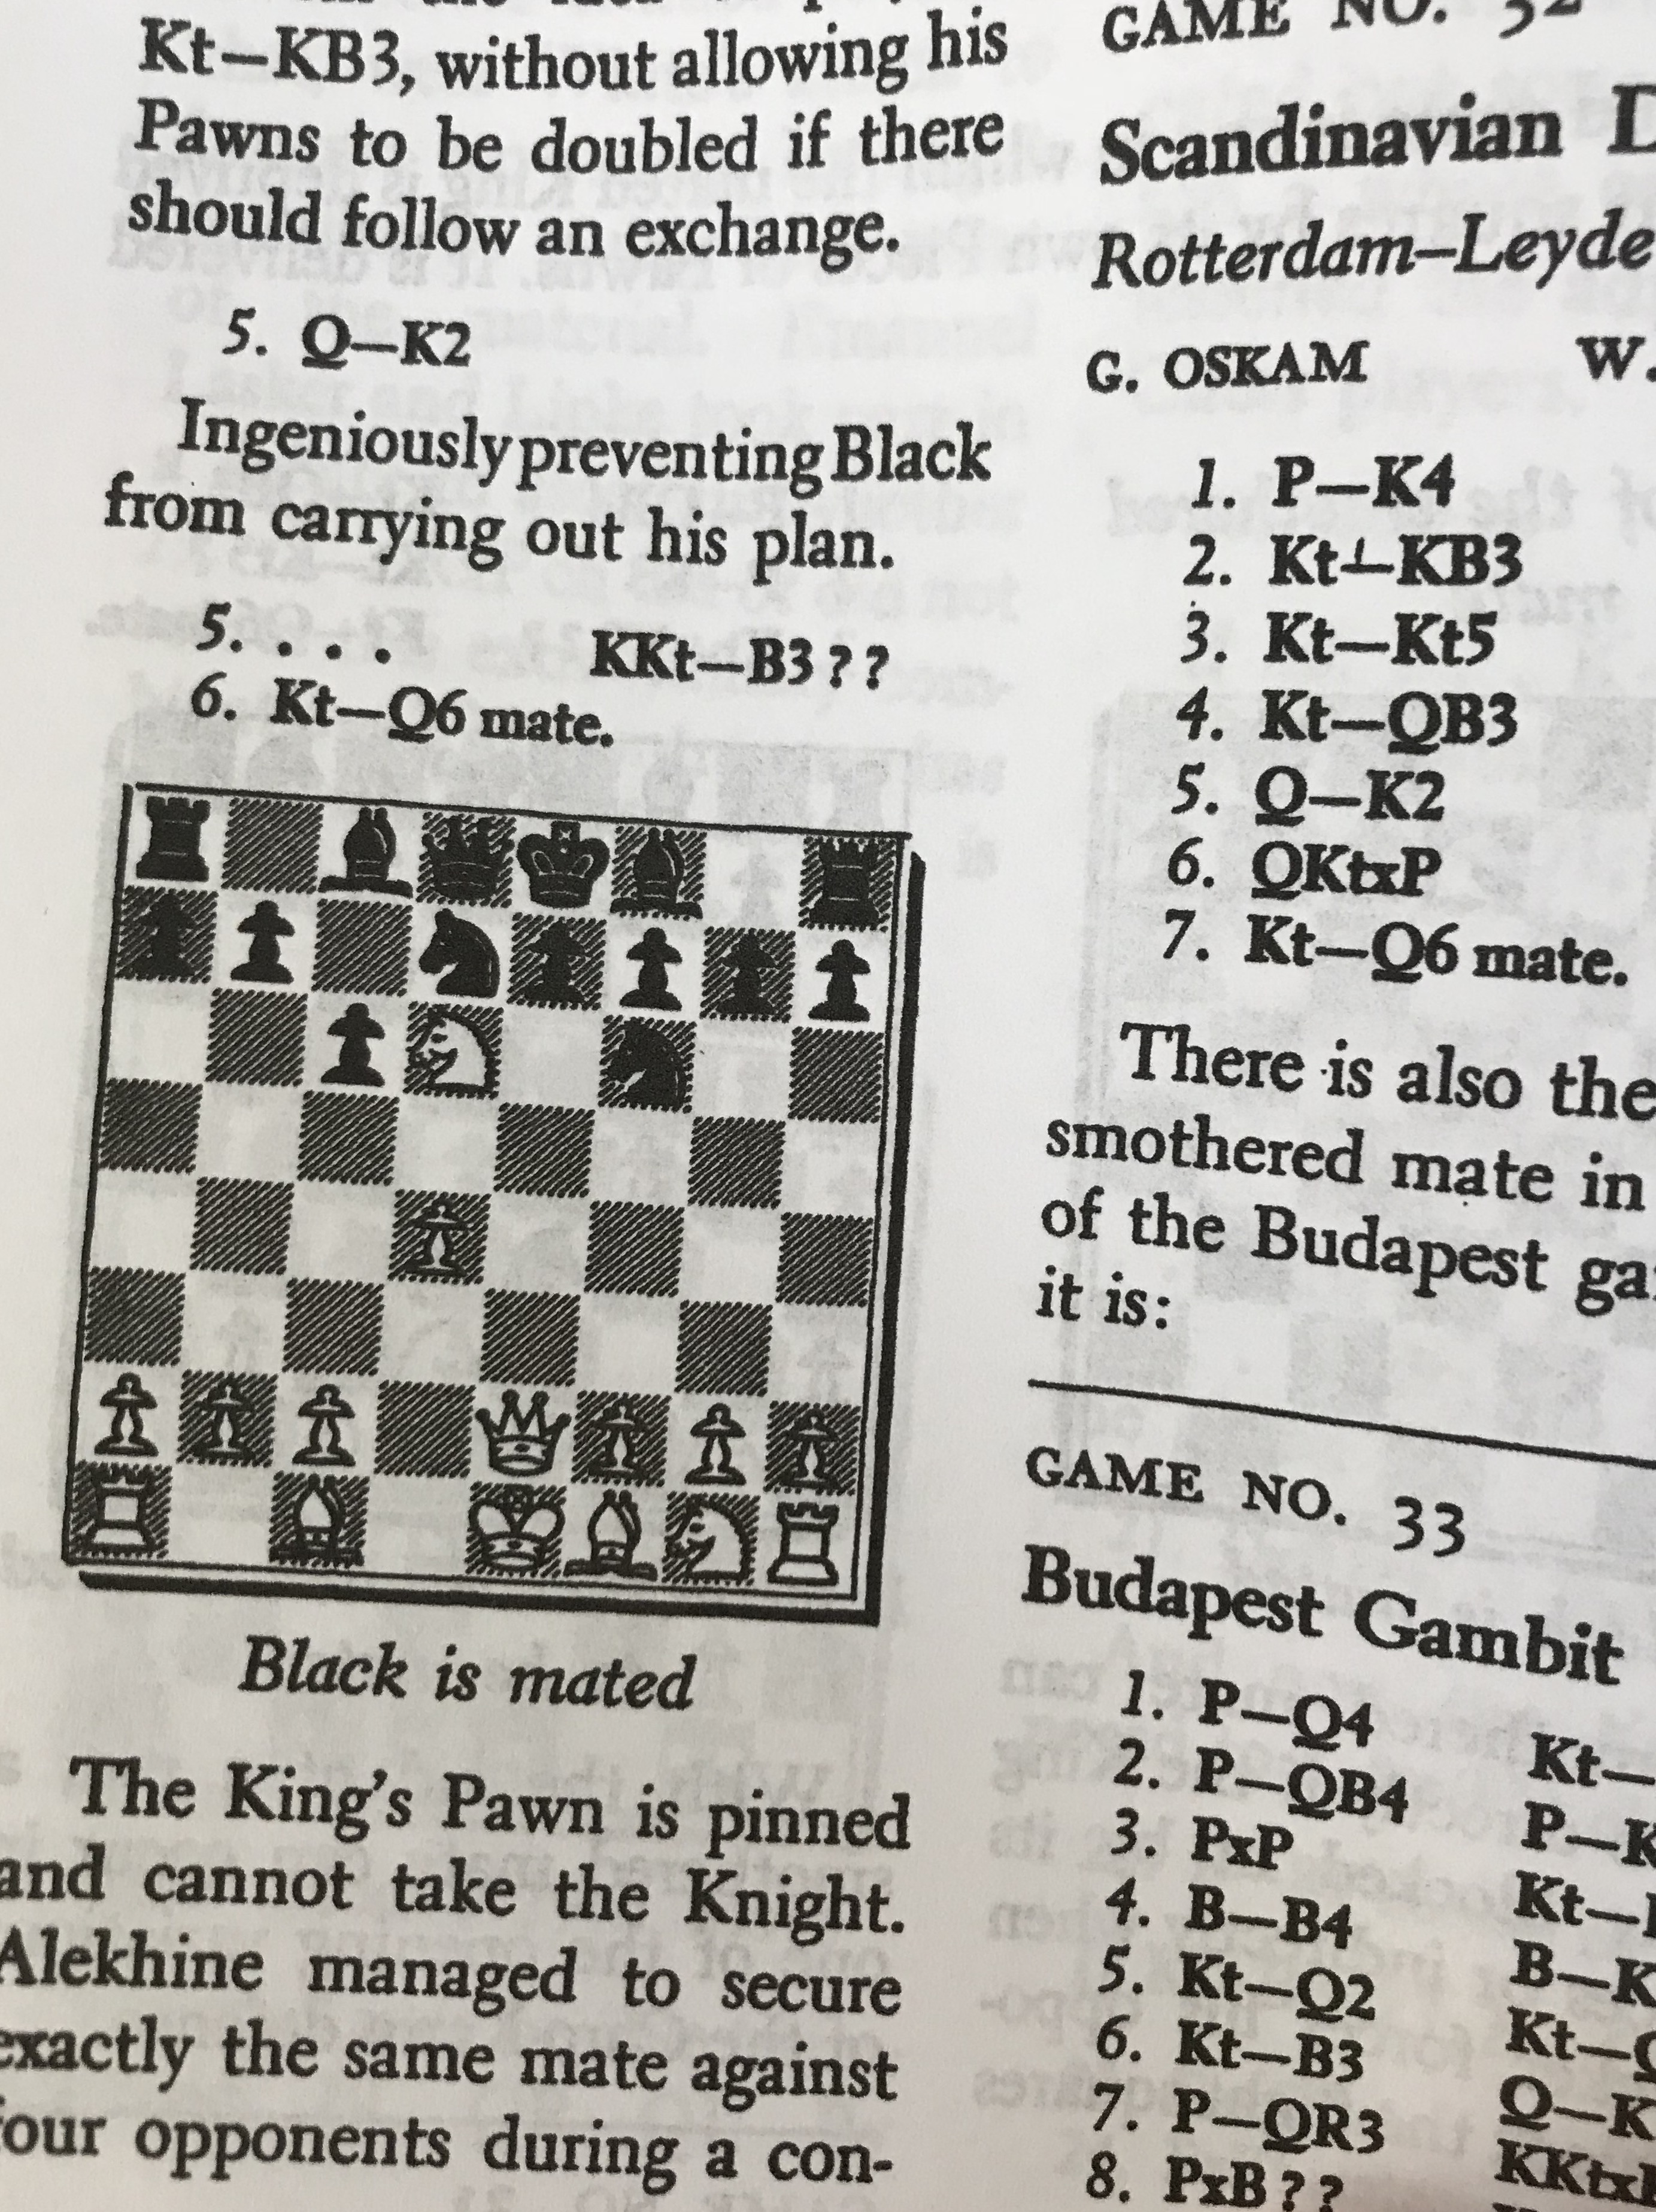 Kt—KB3, without allowing his
Pawns to be doubled if there
should follow an exchange.
5. Q—K2
Ingeniously preventing Black
from carrying out his plan.
5. . . . KKt—B3??
6. Kt—Q6 mate.
Black is mated
The King's Pawn is pinned
and cannot take the Knight.
Alekhine managed to secure
exactly the same mate against
four opponents during a con-
GAME NO. 32
Scandinavian
Rotterdam–Leyde
G. OSKAM W.
1. P—K4
2. Kt—KB3
3. Kt—Kt5
4. Kt—QB3
5. Q—K2
6. QKtxP
7. Kt—Q6 mate.
There is also the
smothered mate in
of the Budapest ga
it is:
GAME NO. 33
Budapest Gambit
1. P—Q4 Kt—
2. P—QB4 P—K
3. PxP Kt—
4. B—B4 B—K
5. Kt—Q2 Kt—
6. Kt—B3 Q—K
7. P—QR3 KKtx
8. PxB??